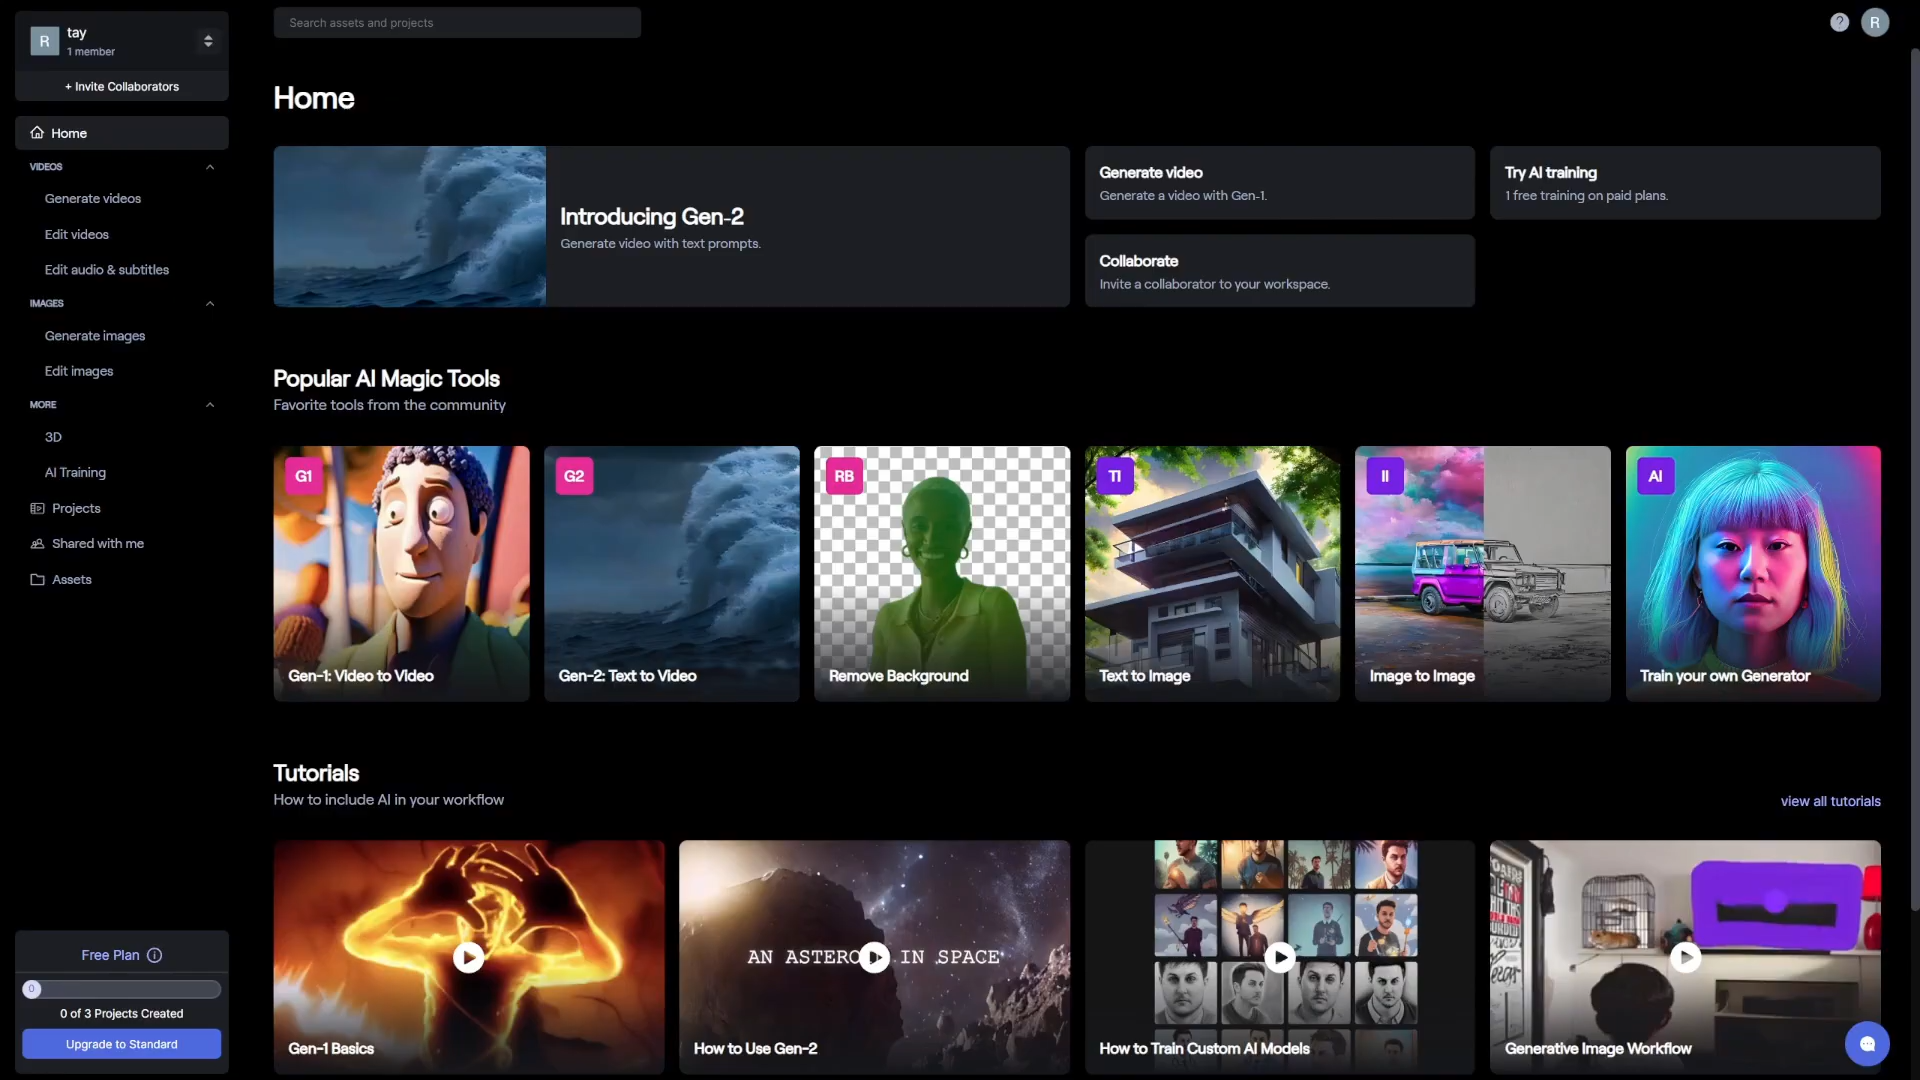 R
tay
1 member
+ Invite Collaborators
Home
VIDEOS
Generate videos
Edit videos
Edit audio & subtitles
IMAGES
Generate images
Edit images
MORE
3D
AI Training
Projects
Shared with me
Assets
Free Plan
0
0 of 3 Projects Created
Upgrade to Standard
Search assets and projects
?
R
Home
Introducing Gen-2
Generate video with text prompts.
Generate video
Generate a video with Gen-1.
Try AI training
1 free training on paid plans.
Collaborate
Invite a collaborator to your workspace.
Popular AI Magic Tools
Favorite tools from the community
G1
Gen-1: Video to Video
G2
Gen-2: Text to Video
RB
Remove Background
TI
Text to Image
II
Image to Image
AI
Train your own Generator
Tutorials
How to include AI in your workflow
view all tutorials
Gen-1 Basics
AN ASTERO IN SPACE
How to Use Gen-2
How to Train Custom AI Models
Generative Image Workflow